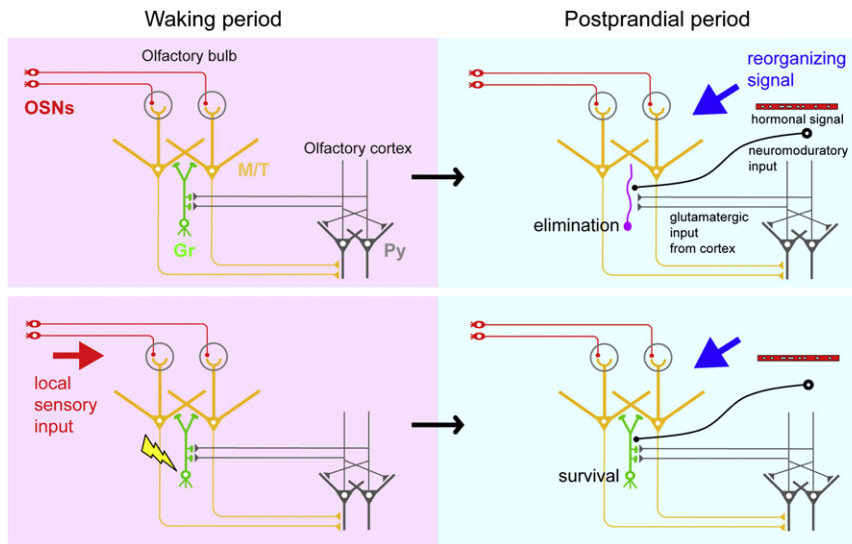 Waking period
Postprandial period
Olfactory bulb
OSNs
M/T
Olfactory cortex
Gr
Py
reorganizing
signal
hormonal signal
neuromoduratory
input
elimination
glutamatergic
input
from cortex
local
sensory
input
survival